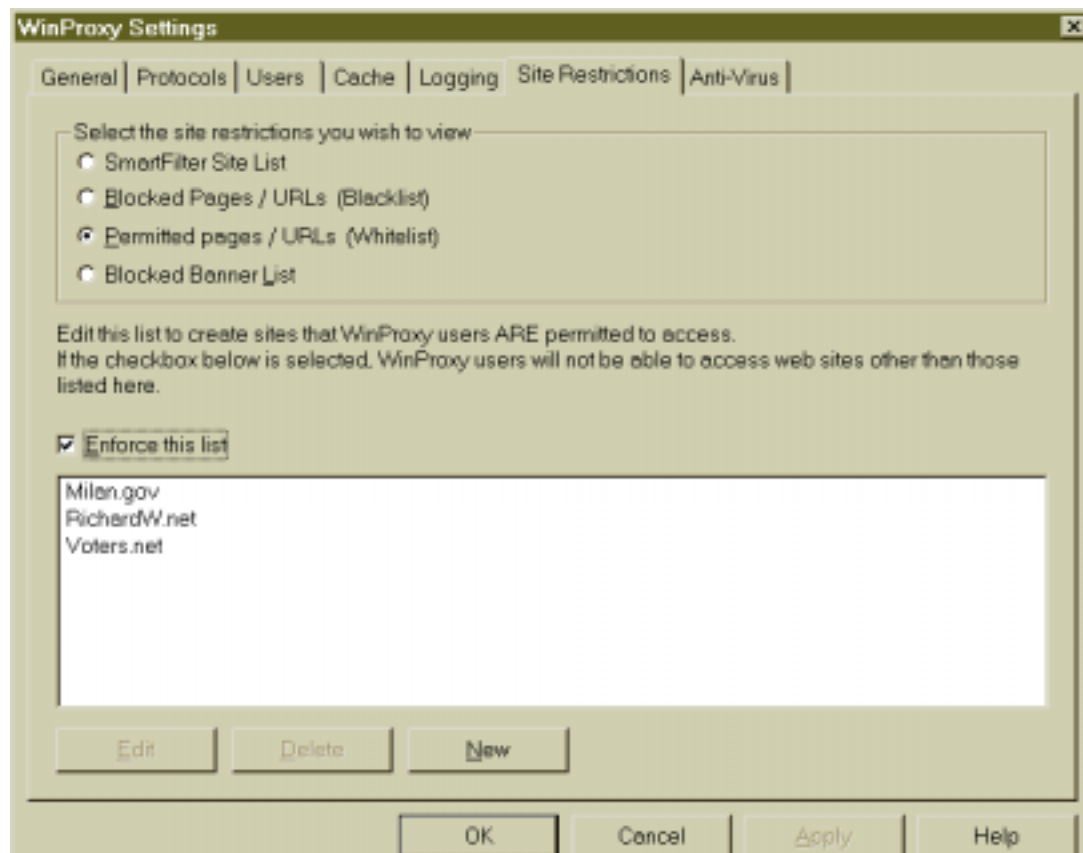 WinProxy Settings
General Protocols Users Cache Logging Site Restrictions Anti-Virus
Select the site restrictions you wish to view
SmartFilter Site List
Blocked Pages / URLs (Blacklist)
Permitted pages / URLs (Whitelist)
Blocked Banner List
Edit this list to create sites that WinProxy users ARE permitted to access.
If the checkbox below is selected, WinProxy users will not be able to access web sites other than those
listed here.
Enforce this list
Milan.gov
RichardW.net
Voters.net
Edit Delete New
OK Cancel Apply Help